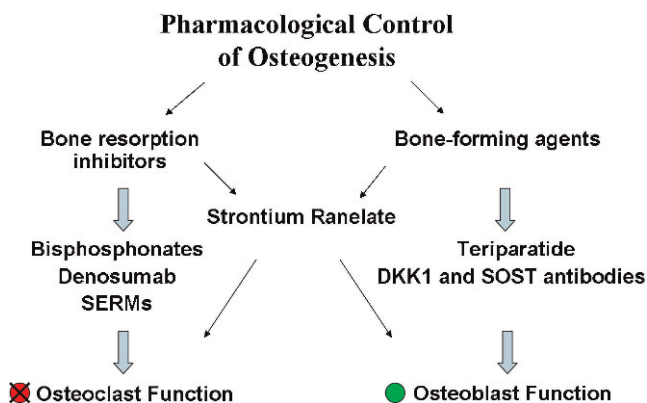 Pharmacological Control
of Osteogenesis
Bone resorption
inhibitors
Bone-forming agents
Strontium Ranelate
Bisphosphonates
Denosumab
SERMs
Teriparatide
DKK1 and SOST antibodies
Osteoclast Function
Osteoblast Function